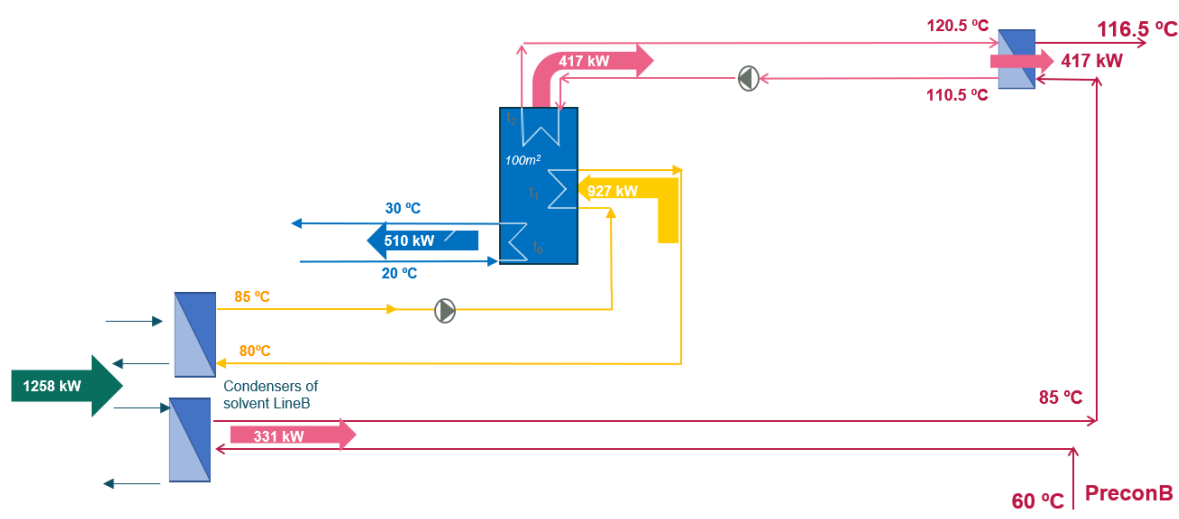 120.5 ºC
116.5 ºC
417 kW
417 kW
110.5 ºC
t2
100m²
t1
927 kW
30 ºC
510 kW
t0
20 ºC
85 ºC
80ºC
1258 kW
Condensers of
solvent LineB
85 ºC
331 kW
PreconB
60 ºC